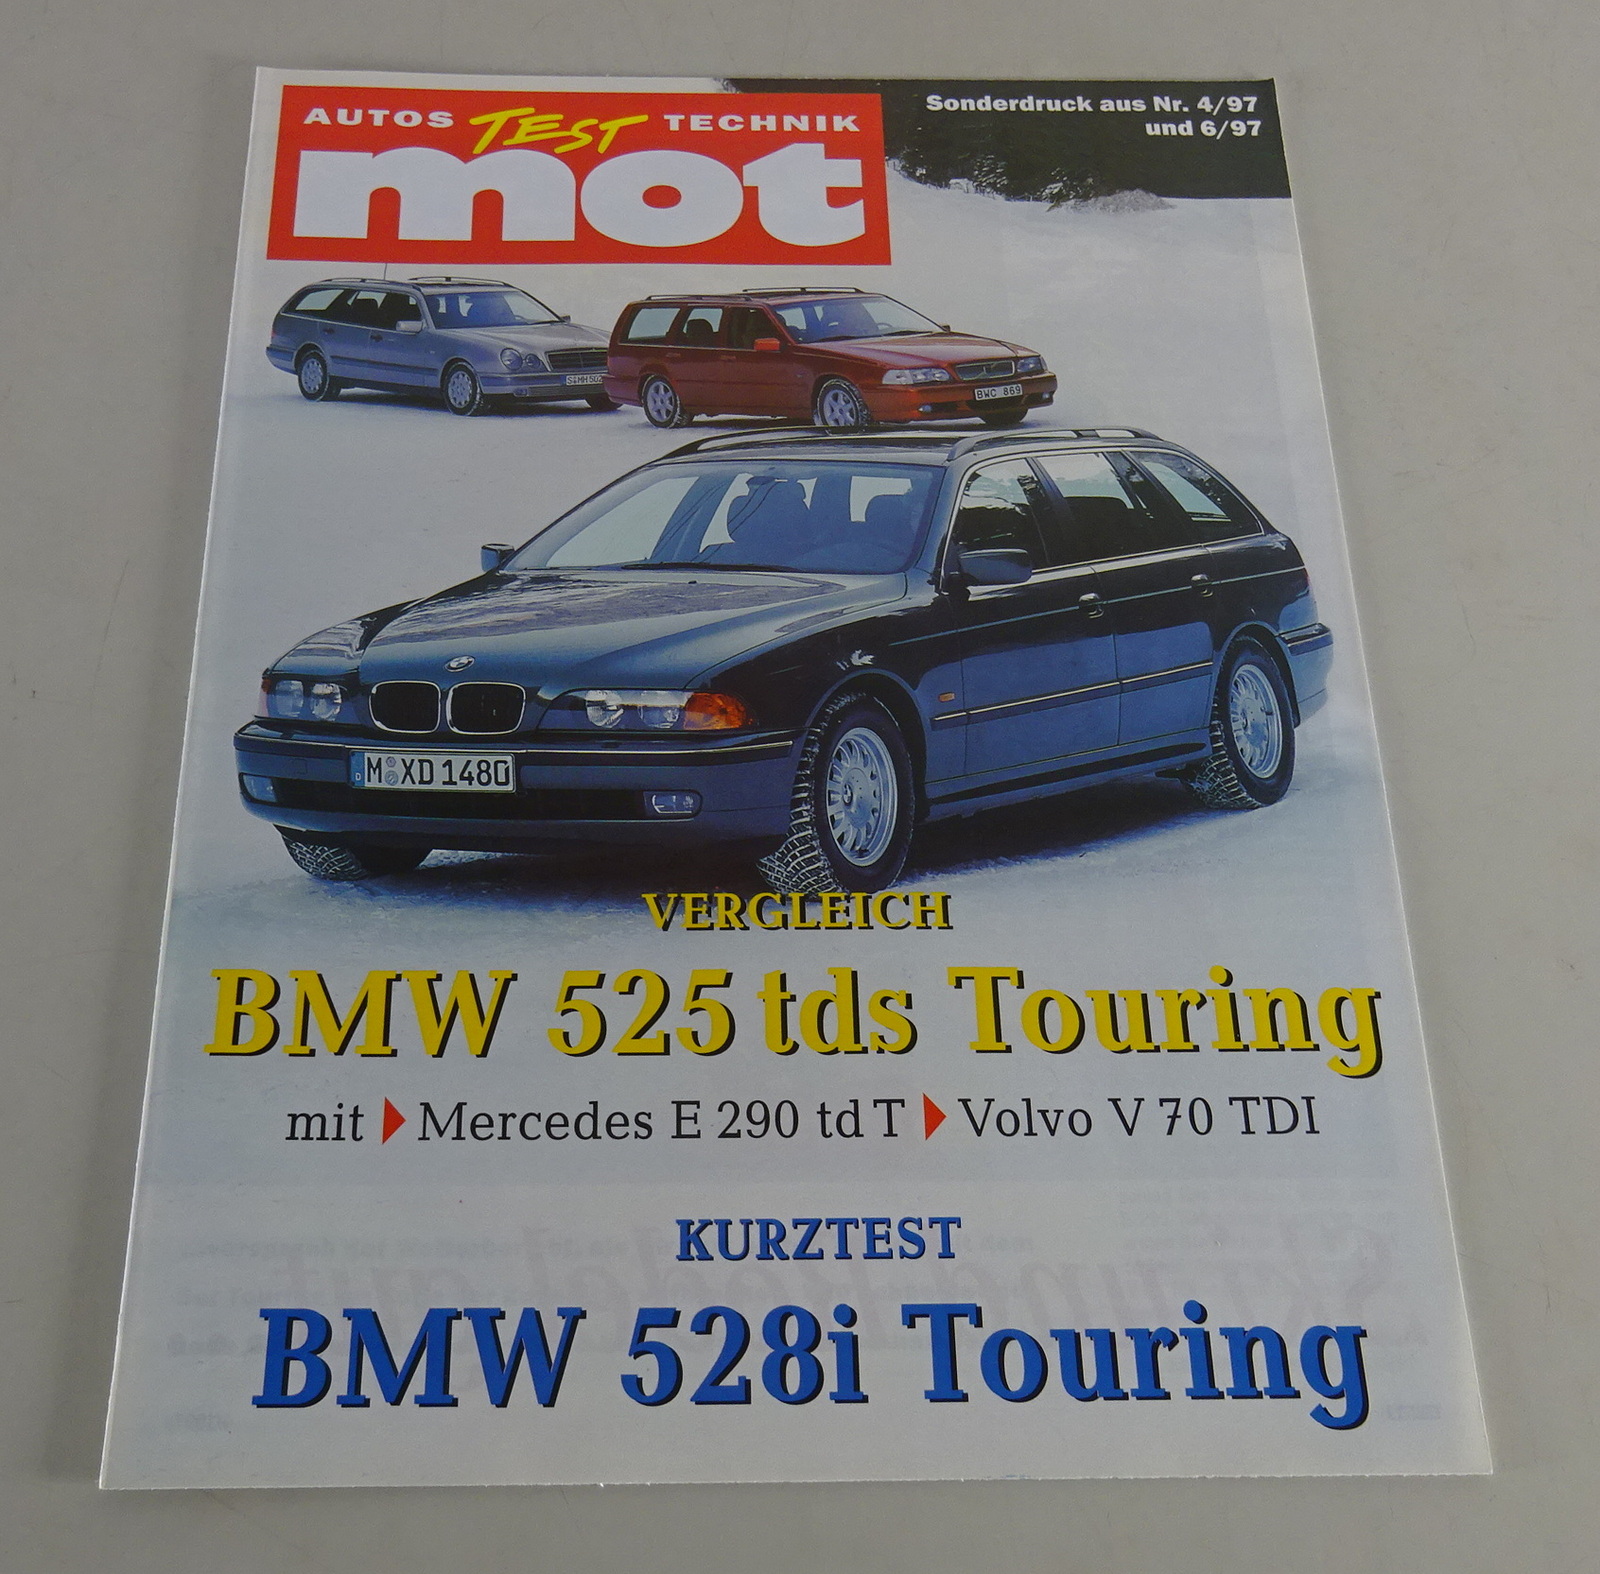 AUTOS TEST TECHNIK
mot
Sonderdruck aus Nr. 4/97
und 6/97
S MH 502
BWC 869
D M XD 1480
VERGLEICH
BMW 525 tds Touring
mit Mercedes E 290 td T Volvo V 70 TDI
KURZTEST
BMW 528i Touring